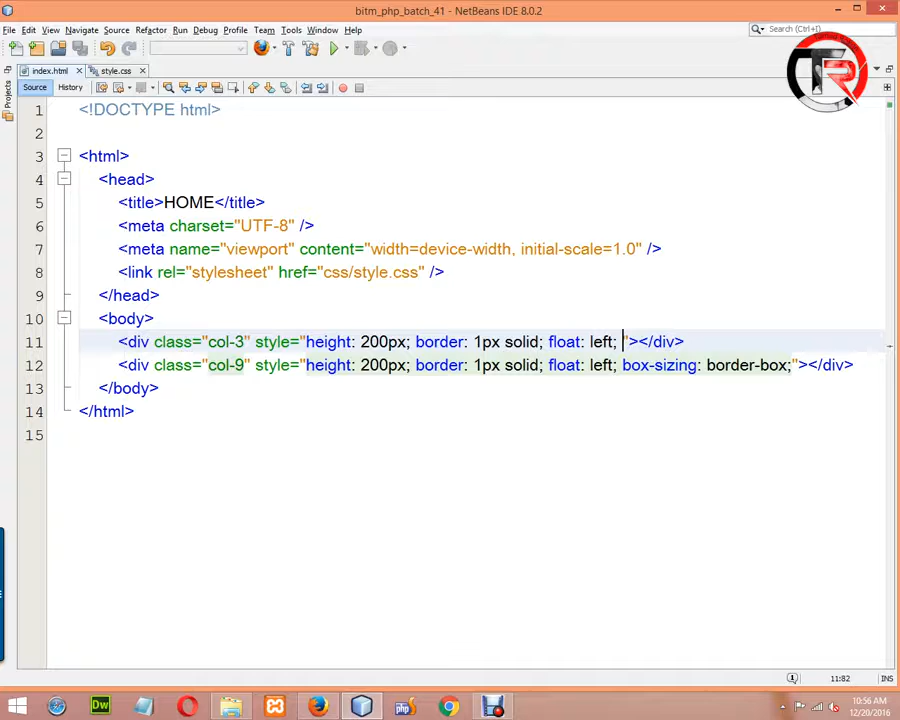 bitm_php_batch_41 - NetBeans IDE 8.0.2
File Edit View Navigate Source Refactor Run Debug Profile Team Tools Window Help
Search (Ctrl+I)
index.html style.css
Source History
Projects
1 <!DOCTYPE html>
2
3 <html>
4 <head>
5 <title>HOME</title>
6 <meta charset="UTF-8" />
7 <meta name="viewport" content="width=device-width, initial-scale=1.0" />
8 <link rel="stylesheet" href="css/style.css" />
9 </head>
10 <body>
11 <div class="col-3" style="height: 200px; border: 1px solid; float: left; "></div>
12 <div class="col-9" style="height: 200px; border: 1px solid; float: left; box-sizing: border-box;"></div>
13 </body>
14 </html>
15
TR
11:82 INS
Dw
php
10:56 AM
12/20/2016